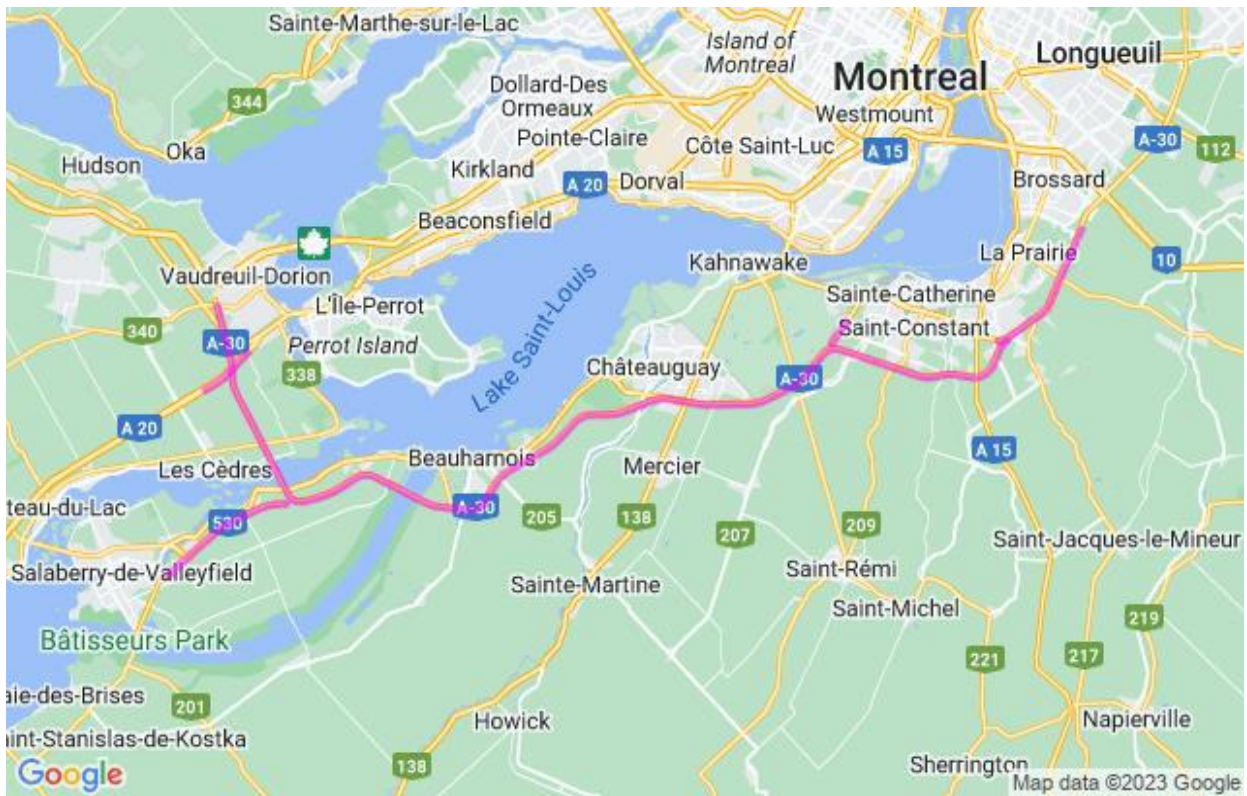 Sainte-Marthe-sur-le-Lac
Island of
Montreal
Longueuil
Montreal
344
Dollard-Des
Ormeaux
Westmount
Pointe-Claire
Côte Saint-Luc
A 15
A-30
112
Oka
Hudson
Kirkland
A 20
Dorval
Brossard
Beaconsfield
La Prairie
10
Vaudreuil-Dorion
Kahnawake
L'Île-Perrot
Sainte-Catherine
340
A-30
Perrot Island
Saint-Constant
338
Lake Saint-Louis
Châteauguay
A-30
A 20
Les Cèdres
Beauharnois
Mercier
A 15
teau-du-Lac
530
A-30
205
138
207
209
Saint-Jacques-le-Mineur
Salaberry-de-Valleyfield
Sainte-Martine
Saint-Rémi
Saint-Michel
219
Bâtisseurs Park
221
217
aie-des-Brises
201
Howick
Napierville
int-Stanislas-de-Kostka
138
Sherrington
Google
Map data ©2023 Google